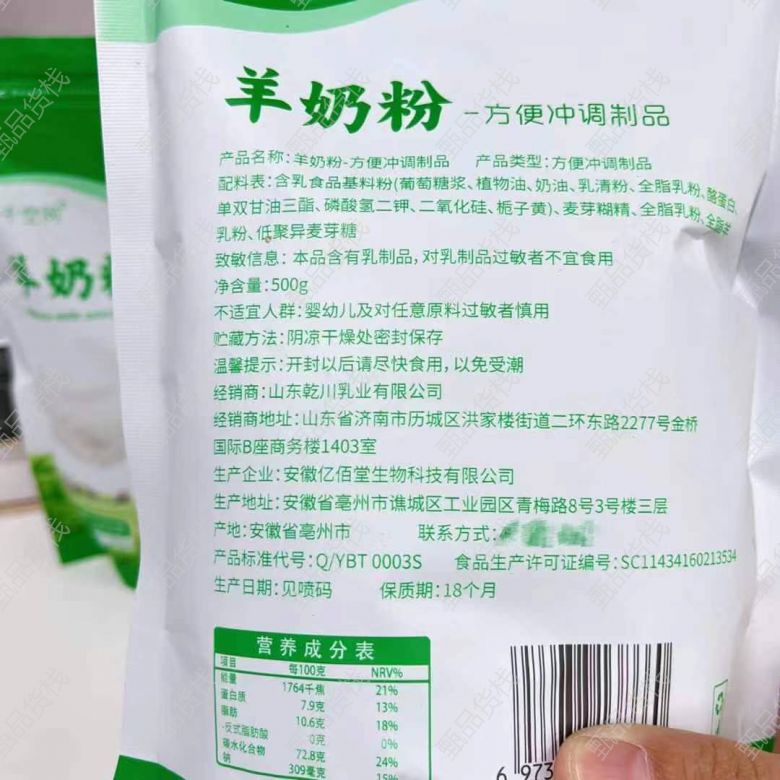 羊奶粉 -方便冲调制品
产品名称：羊奶粉-方便冲调制品 产品类型：方便冲调制品
配料表：含乳食品基料粉(葡萄糖浆、植物油、奶油、乳清粉、全脂乳粉、酪蛋白、
单双甘油三酯、磷酸氢二钾、二氧化硅、栀子黄)、麦芽糊精、全脂乳粉、全脂羊
乳粉、低聚异麦芽糖
致敏信息：本品含有乳制品，对乳制品过敏者不宜食用
净含量：500g
不适宜人群：婴幼儿及对任意原料过敏者慎用
贮藏方法：阴凉干燥处密封保存
温馨提示：开封以后请尽快食用，以免受潮
经销商：山东乾川乳业有限公司
经销商地址：山东省济南市历城区洪家楼街道二环东路2277号金桥
国际B座商务楼1403室
生产企业：安徽亿佰堂生物科技有限公司
生产地址：安徽省亳州市谯城区工业园区青梅路8号3号楼三层
产地：安徽省亳州市 联系方式：
产品标准代号：Q/YBT 0003S 食品生产许可证编号：SC11434160213534
生产日期：见喷码 保质期：18个月
营养成分表
项目 每100克 NRV%
能量 1764千焦 21%
蛋白质 7.9克 13%
脂肪 10.6克 18%
-反式脂肪酸 0克 0%
碳水化合物 72.8克 24%
钠 309毫克 15%
6 973
羊奶粉
甄品货栈